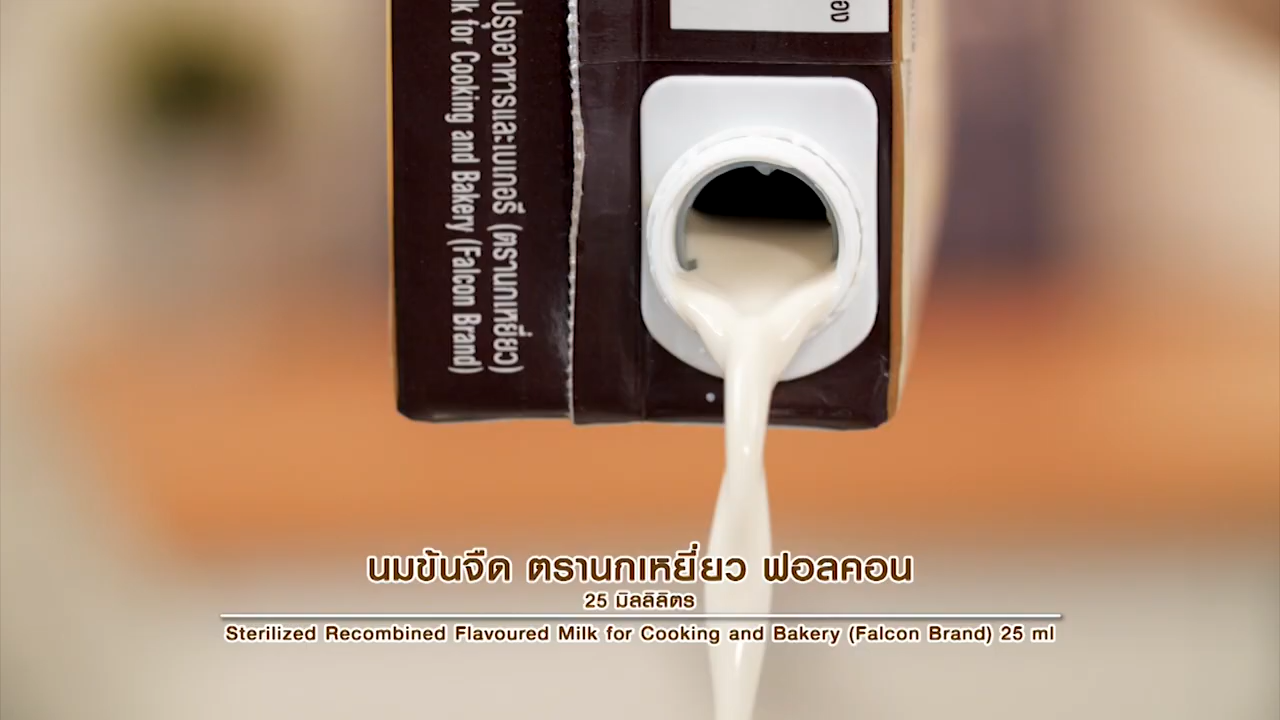 อง
ปรุงอาหารและเบเกอรี (ตรานกเหยี่ยว)
lk for Cooking and Bakery (Falcon Brand)
นมข้นจืด ตรานกเหยี่ยว ฟอลคอน
25 มิลลิลิตร
Sterilized Recombined Flavoured Milk for Cooking and Bakery (Falcon Brand) 25 ml